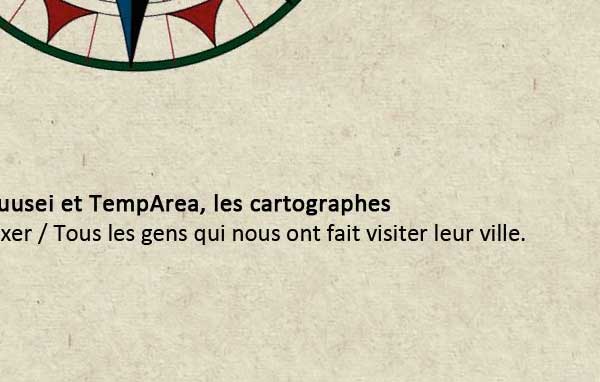 uusei et TempArea, les cartographes
xer / Tous les gens qui nous ont fait visiter leur ville.